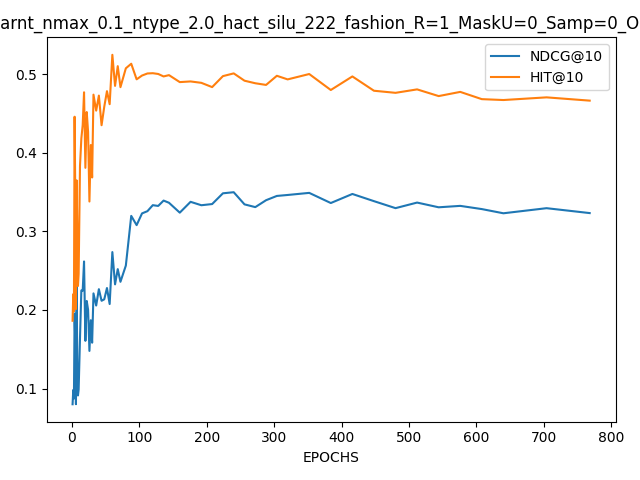 arnt_nmax_0.1_ntype_2.0_hact_silu_222_fashion_R=1_MaskU=0_Samp=0_O
NDCG@10
HIT@10
0.5
0.4
0.3
0.2
0.1
0 100 200 300 400 500 600 700 800
EPOCHS